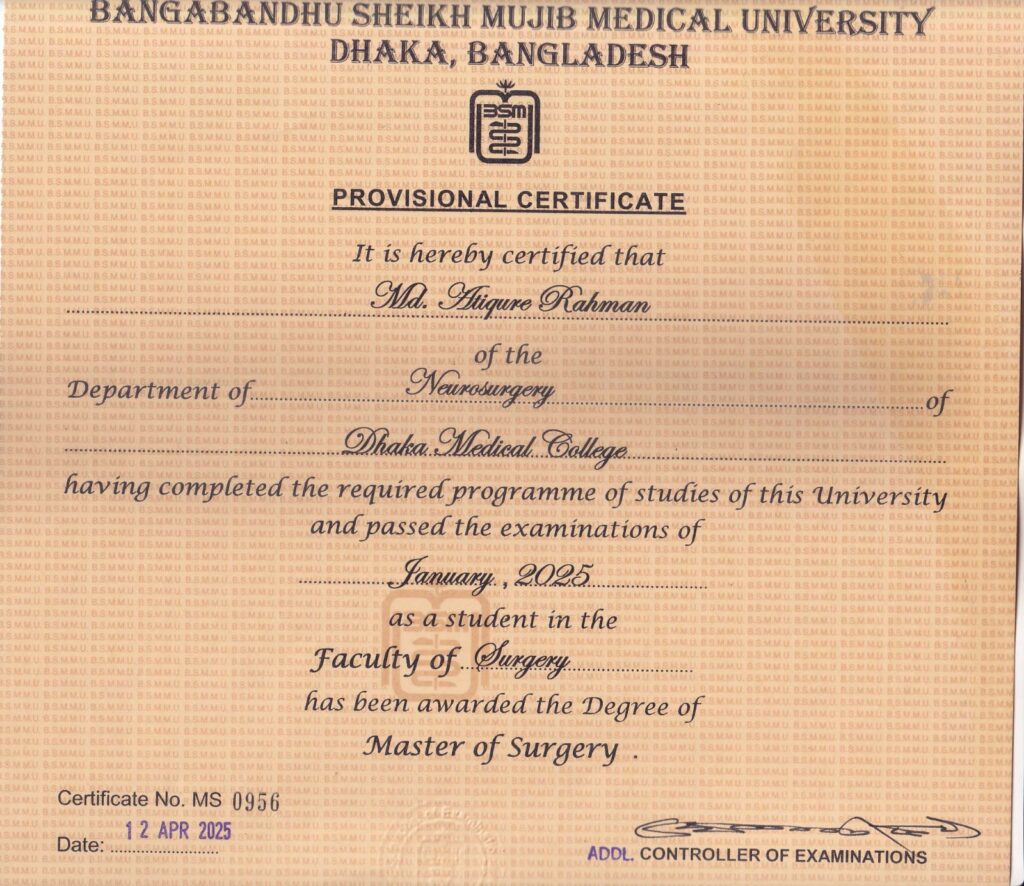 BANGABANDHU SHEIKH MUJIB MEDICAL UNIVERSITY
DHAKA, BANGLADESH
BSM
PROVISIONAL CERTIFICATE
It is hereby certified that
Md. Atiqure Rahman
of the
Department of Neurosurgery of
Dhaka Medical College
having completed the required programme of studies of this University
and passed the examinations of
January, 2025
as a student in the
Faculty of Surgery
has been awarded the Degree of
Master of Surgery .
Certificate No. MS 0956
Date: 12 APR 2025
ADDL. CONTROLLER OF EXAMINATIONS